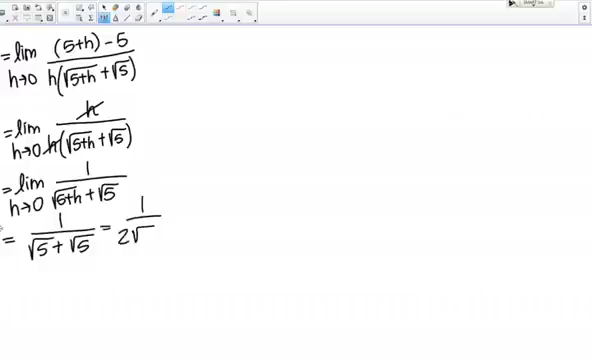 = lim (5+h) - 5 / h(√5+h + √5)
h→0
= lim h / h(√5+h + √5)
h→0
= lim 1 / √5+h + √5
h→0
= 1 / √5 + √5 = 1 / 2√